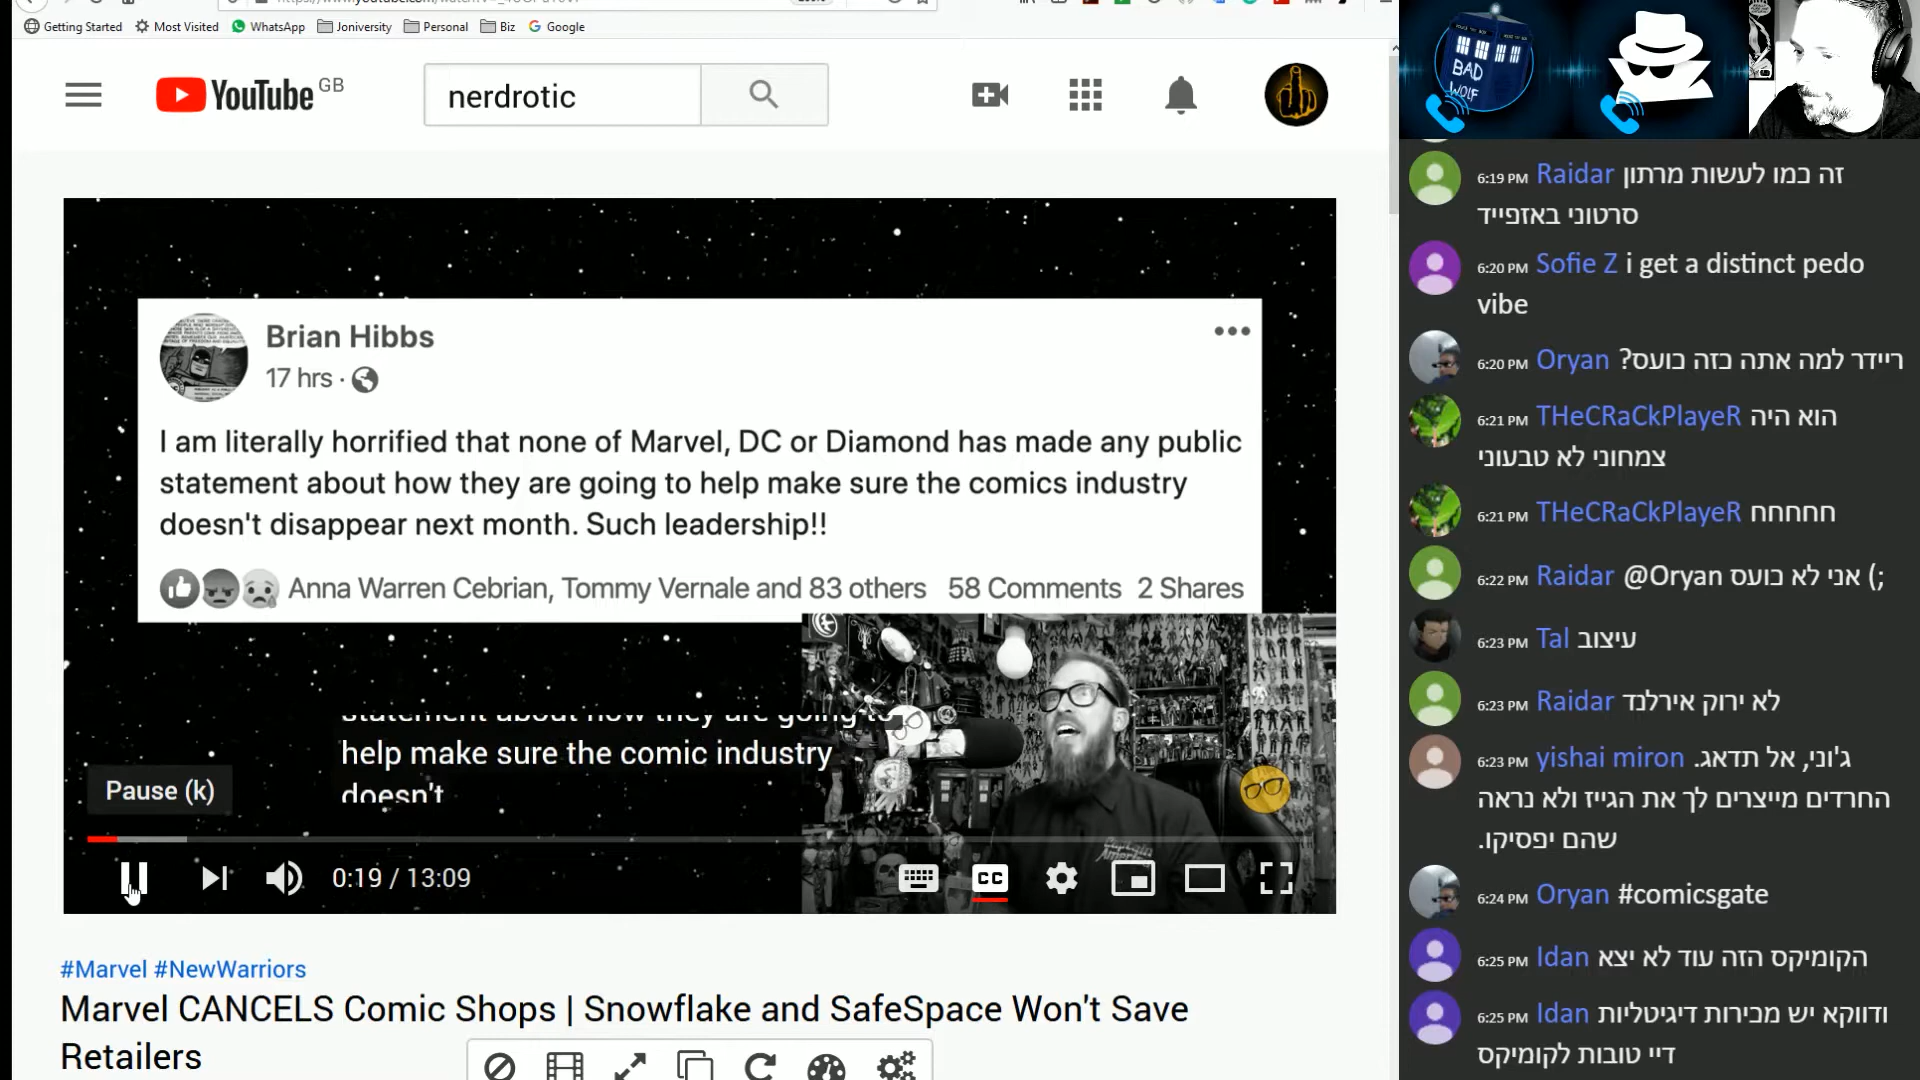 Getting Started
Most Visited
WhatsApp
Joniversity
Personal
Biz
Google
YouTube GB
nerdrotic
Brian Hibbs
17 hrs ·
I am literally horrified that none of Marvel, DC or Diamond has made any public
statement about how they are going to help make sure the comics industry
doesn't disappear next month. Such leadership!!
Anna Warren Cebrian, Tommy Vernale and 83 others 58 Comments 2 Shares
statement about how they are going to
help make sure the comic industry
doesn't
Pause (k)
0:19 / 13:09
CC
#Marvel #NewWarriors
Marvel CANCELS Comic Shops | Snowflake and SafeSpace Won't Save
Retailers
BAD
WOLF
6:19 PM Raidar זה כמו לעשות מרתון
סרטוני באזפייד
6:20 PM Sofie Z i get a distinct pedo
vibe
6:20 PM Oryan ריידר למה אתה כזה כועס?
6:21 PM THeCRaCkPlayeR הוא היה
צמחוני לא טבעוני
6:21 PM THeCRaCkPlayeR חחחחח
6:22 PM Raidar @Oryan אני לא כועס (;
6:23 PM Tal עיצוב
6:23 PM Raidar לא ירוק אירלנד
6:23 PM yishai miron ג'וני, אל תדאג.
החרדים מייצרים לך את הגייז ולא נראה
שהם יפסיקו.
6:24 PM Oryan #comicsgate
6:25 PM Idan הקומיקס הזה עוד לא יצא
6:25 PM Idan ודווקא יש מכירות דיגיטליות
דיי טובות לקומיקס